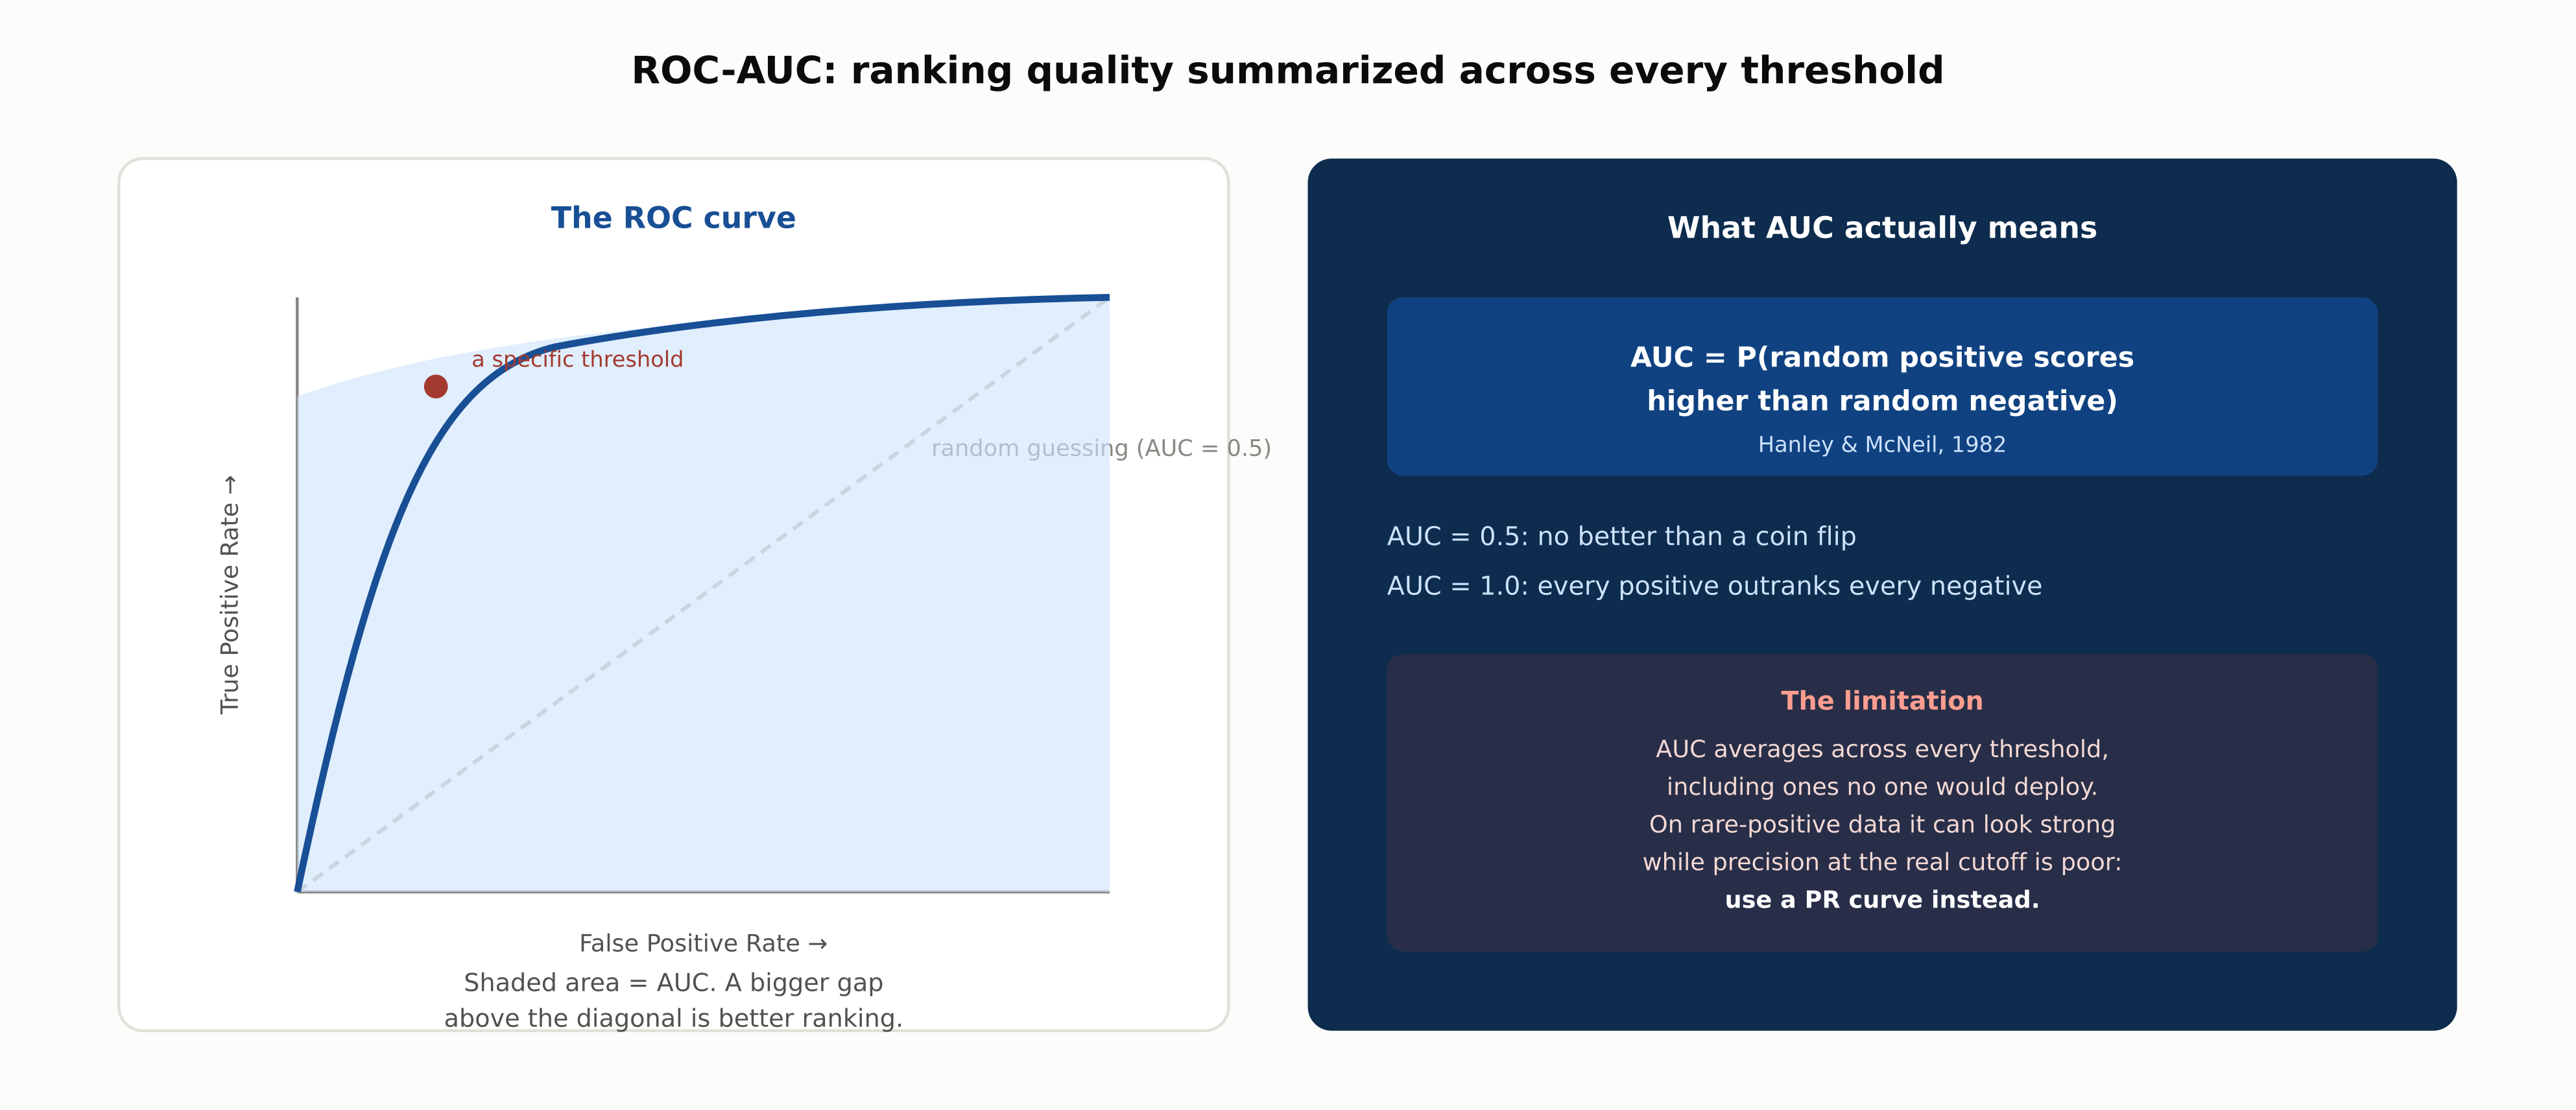 ROC-AUC: ranking quality summarized across every threshold
The ROC curve
a specific threshold
random guessing (AUC = 0.5)
True Positive Rate →
False Positive Rate →
Shaded area = AUC. A bigger gap
above the diagonal is better ranking.
What AUC actually means
AUC = P(random positive scores
higher than random negative)
Hanley & McNeil, 1982
AUC = 0.5: no better than a coin flip
AUC = 1.0: every positive outranks every negative
The limitation
AUC averages across every threshold,
including ones no one would deploy.
On rare-positive data it can look strong
while precision at the real cutoff is poor:
use a PR curve instead.